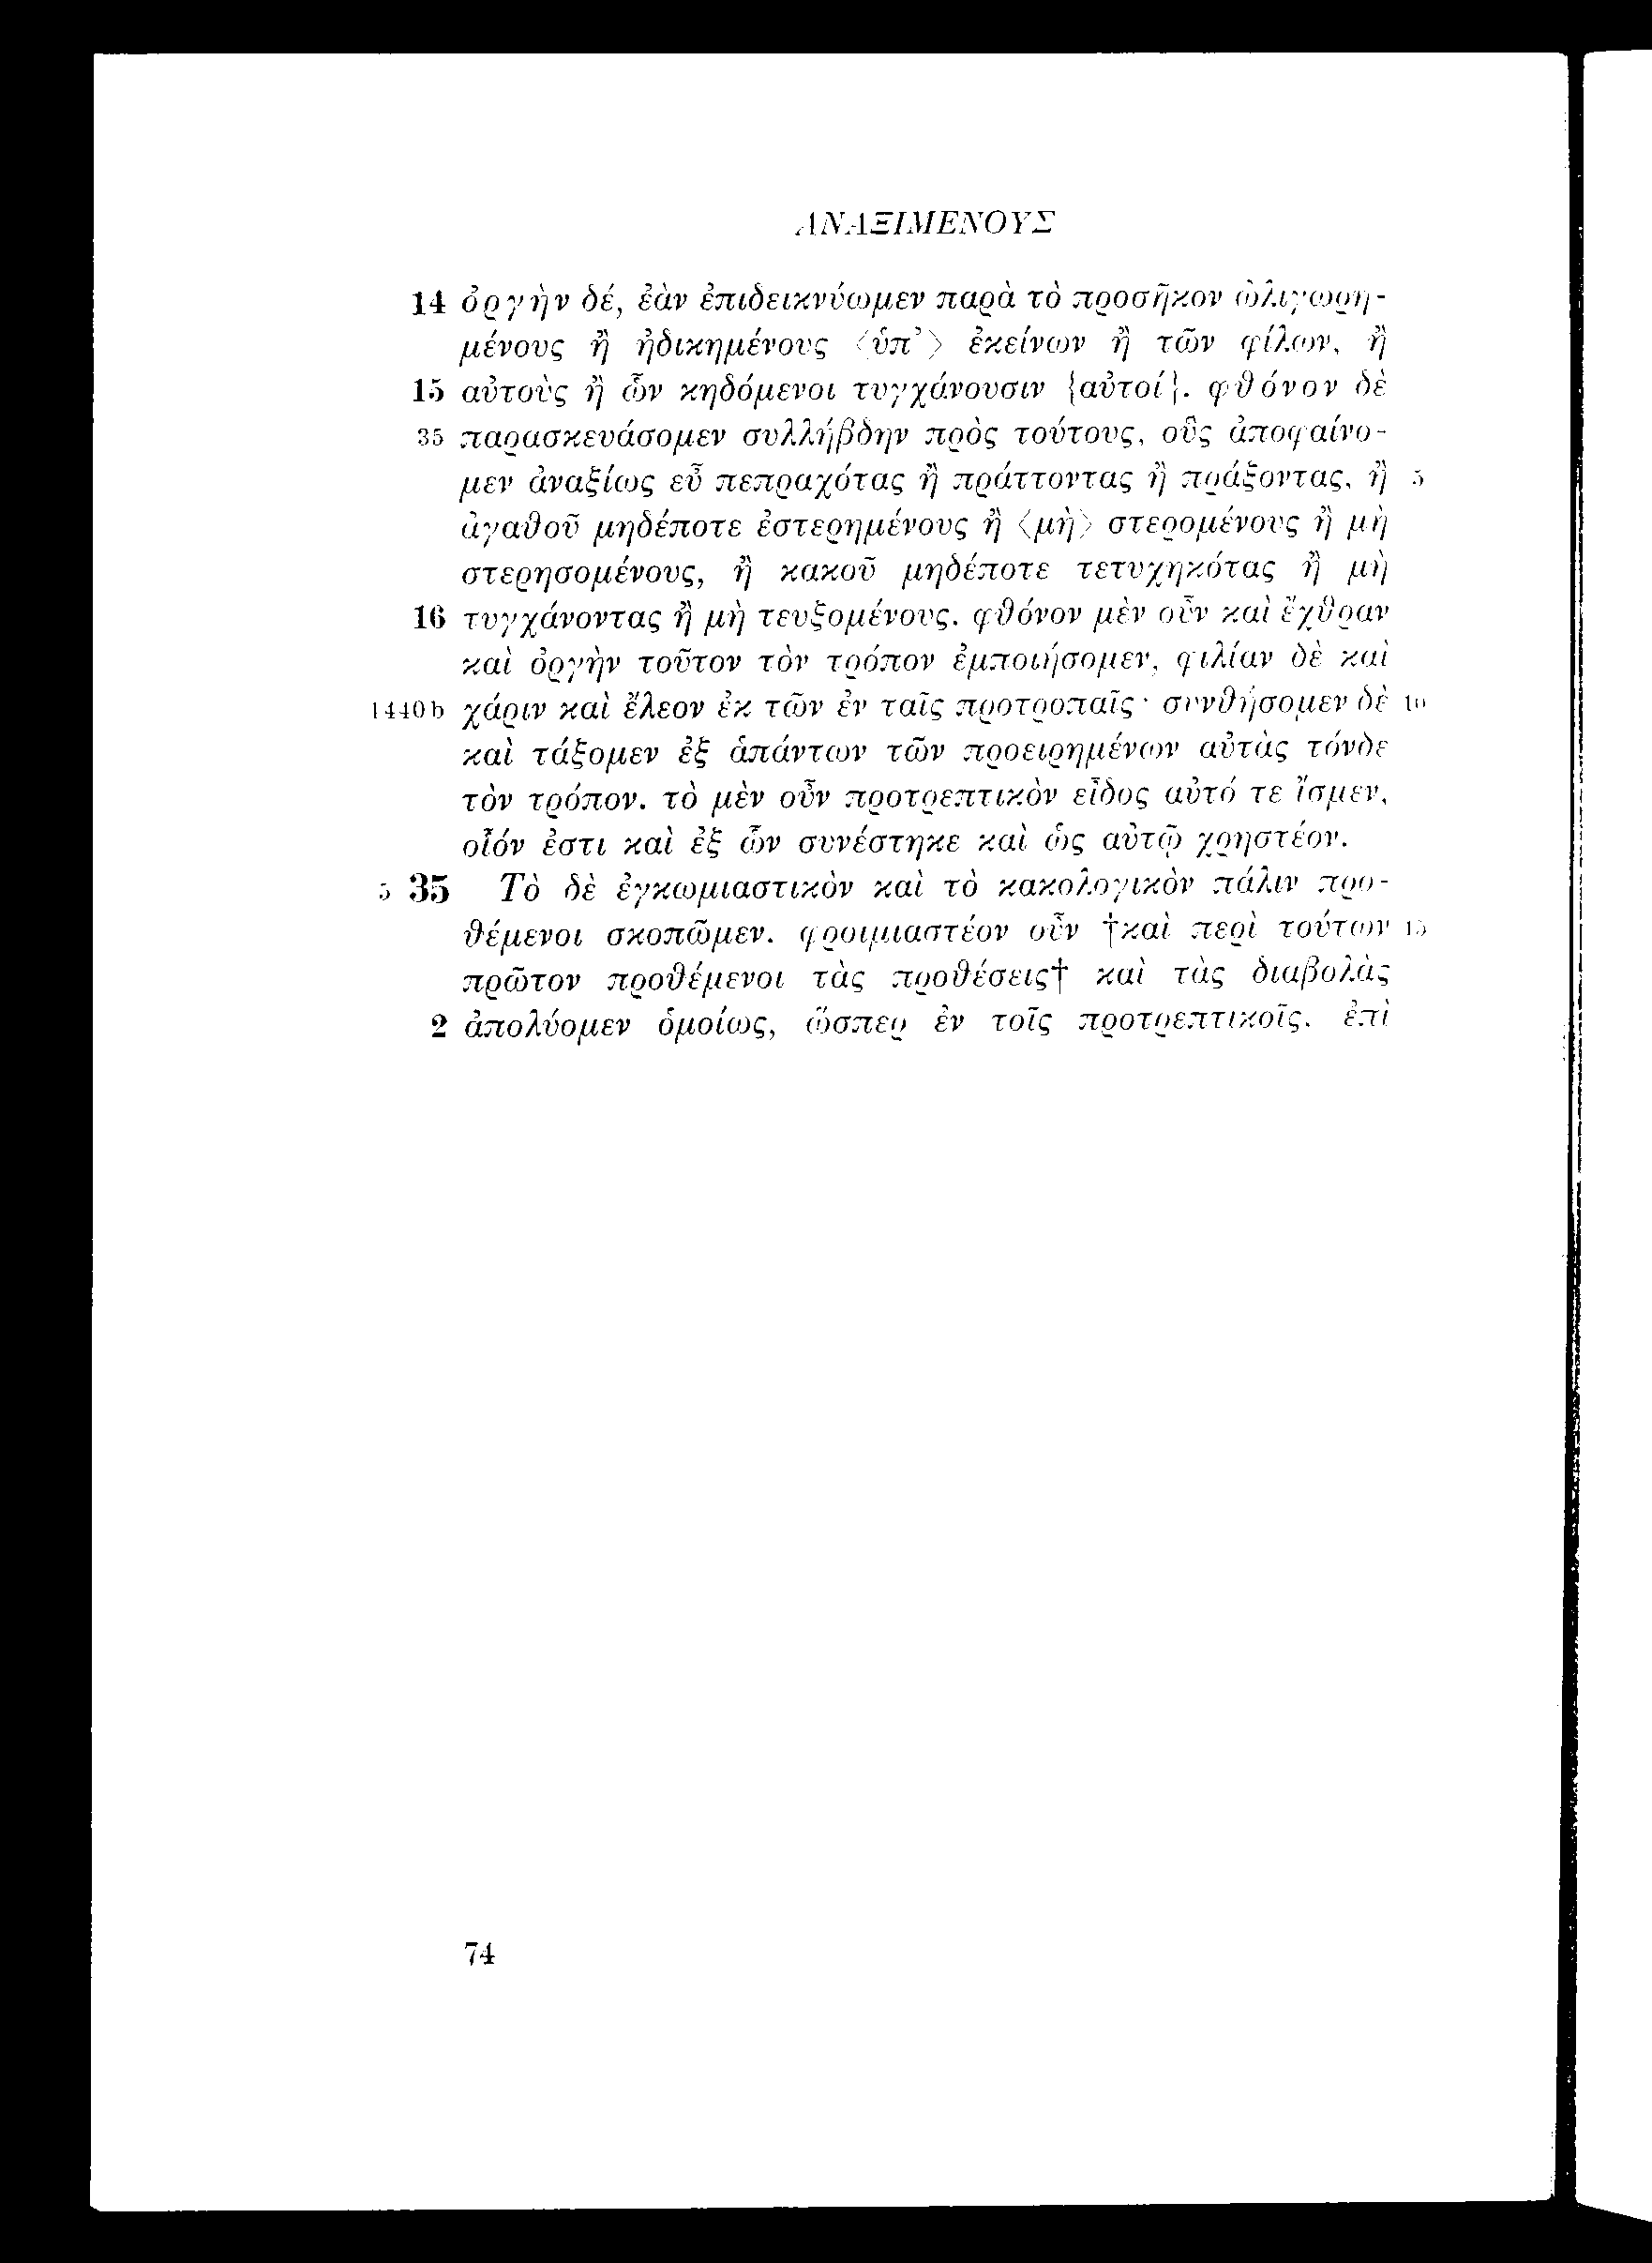 ΑΝΑΞΙΜΕΝΟΥΣ
14 ὀργὴν δέ, ἐὰν ἐπιδεικνύωμεν παρὰ τὸ προσῆκον ὠλιγωρη-
μένους ἢ ἠδικημένους ⟨ὑπ’⟩ ἐκείνων ἢ τῶν φίλων, ἢ
15 αὐτοὺς ἢ ὧν κηδόμενοι τυγχάνουσιν {αὐτοί}. φθόνον δὲ
35 παρασκευάσομεν συλλήβδην πρὸς τούτους, οὓς ἀποφαίνο-
μεν ἀναξίως εὖ πεπραχότας ἢ πράττοντας ἢ πράξοντας, ἢ 5
ἀγαθοῦ μηδέποτε ἐστερημένους ἢ ⟨μὴ⟩ στερομένους ἢ μὴ
στερησομένους, ἢ κακοῦ μηδέποτε τετυχηκότας ἢ μὴ
16 τυγχάνοντας ἢ μὴ τευξομένους. φθόνον μὲν οὖν καὶ ἔχθραν
καὶ ὀργὴν τοῦτον τὸν τρόπον ἐμποιήσομεν, φιλίαν δὲ καὶ
1440b χάριν καὶ ἔλεον ἐκ τῶν ἐν ταῖς προτροπαῖς· συνθήσομεν δὲ 10
καὶ τάξομεν ἐξ ἁπάντων τῶν προειρημένων αὐτὰς τόνδε
τὸν τρόπον. τὸ μὲν οὖν προτρεπτικὸν εἶδος αὐτό τε ἴσμεν,
οἷόν ἐστι καὶ ἐξ ὧν συνέστηκε καὶ ὡς αὐτῷ χρηστέον.
5 35 Τὸ δὲ ἐγκωμιαστικὸν καὶ τὸ κακολογικὸν πάλιν προ-
θέμενοι σκοπῶμεν. φροιμιαστέον οὖν †καὶ περὶ τούτων 15
πρῶτον προθέμενοι τὰς προθέσεις† καὶ τὰς διαβολὰς
2 ἀπολύομεν ὁμοίως, ὥσπερ ἐν τοῖς προτρεπτικοῖς. ἐπὶ
74